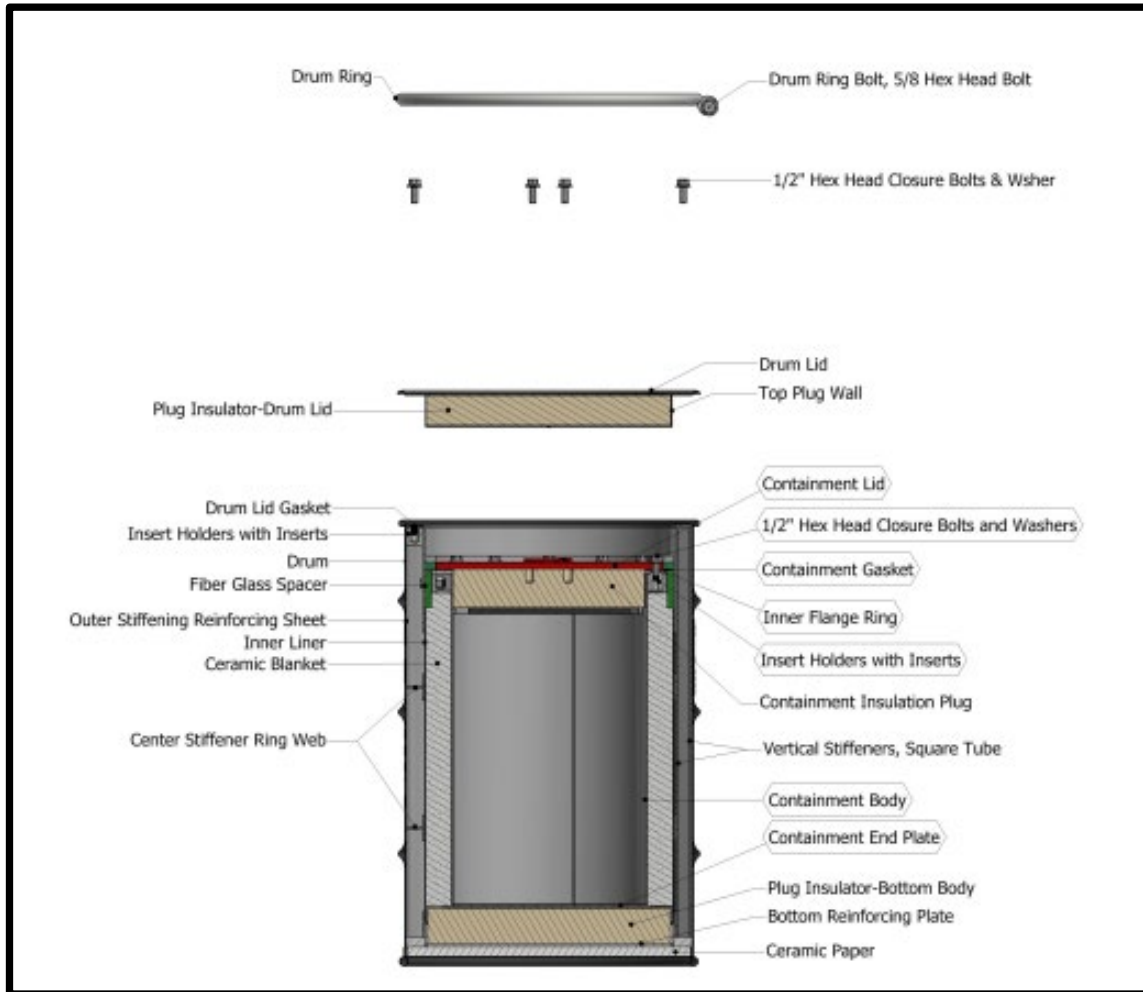 Drum Ring
Drum Ring Bolt, 5/8 Hex Head Bolt
1/2" Hex Head Closure Bolts & Wsher
Drum Lid
Top Plug Wall
Plug Insulator-Drum Lid
Containment Lid
Drum Lid Gasket
1/2" Hex Head Closure Bolts and Washers
Insert Holders with Inserts
Drum
Containment Gasket
Fiber Glass Spacer
Inner Flange Ring
Outer Stiffening Reinforcing Sheet
Inner Liner
Insert Holders with Inserts
Ceramic Blanket
Containment Insulation Plug
Center Stiffener Ring Web
Vertical Stiffeners, Square Tube
Containment Body
Containment End Plate
Plug Insulator-Bottom Body
Bottom Reinforcing Plate
Ceramic Paper